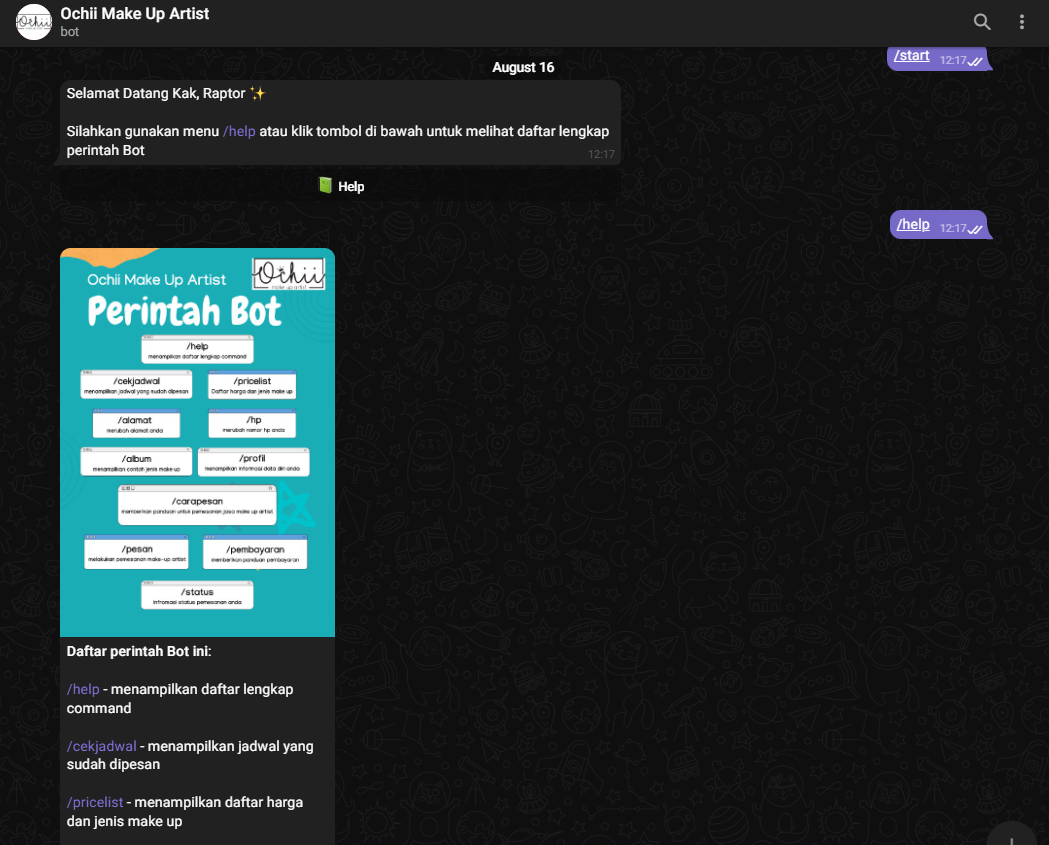 Ochii Make Up Artist
bot
/start 12:17
August 16
Selamat Datang Kak, Raptor ✨
Silahkan gunakan menu /help atau klik tombol di bawah untuk melihat daftar lengkap
perintah Bot
12:17
Help
/help 12:17
Ochii
make up artist
Ochii Make Up Artist
Perintah Bot
/help
menampilkan daftar lengkap command
/cekjadwal
menampilkan jadwal yang sudah dipesan
/pricelist
Daftar harga dan jenis make up
/alamat
merubah alamat anda
/hp
merubah nomor hp anda
/album
menampilkan contoh jenis make up
/profil
menampilkan informasi data diri anda
/carapesan
memberikan panduan untuk pemesanan jasa make up artist
/pesan
melakukan pemesanan make-up artist
/pembayaran
memberikan panduan pembayaran
/status
infromasi status pemesanan anda
Daftar perintah Bot ini:
/help - menampilkan daftar lengkap
command
/cekjadwal - menampilkan jadwal yang
sudah dipesan
/pricelist - menampilkan daftar harga
dan jenis make up